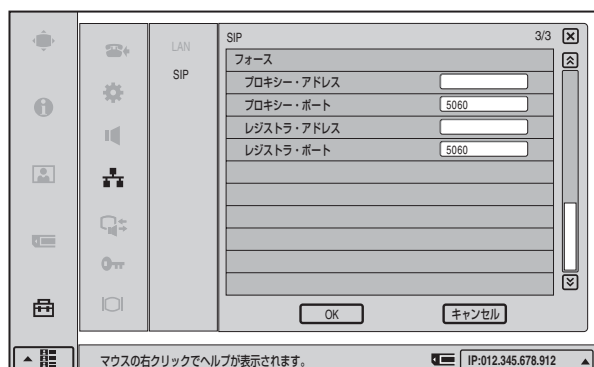 LAN
SIP
SIP 3/3
フォース
プロキシー・アドレス
プロキシー・ポート 5060
レジストラ・アドレス
レジストラ・ポート 5060
OK キャンセル
マウスの右クリックでヘルプが表示されます。 IP:012.345.678.912